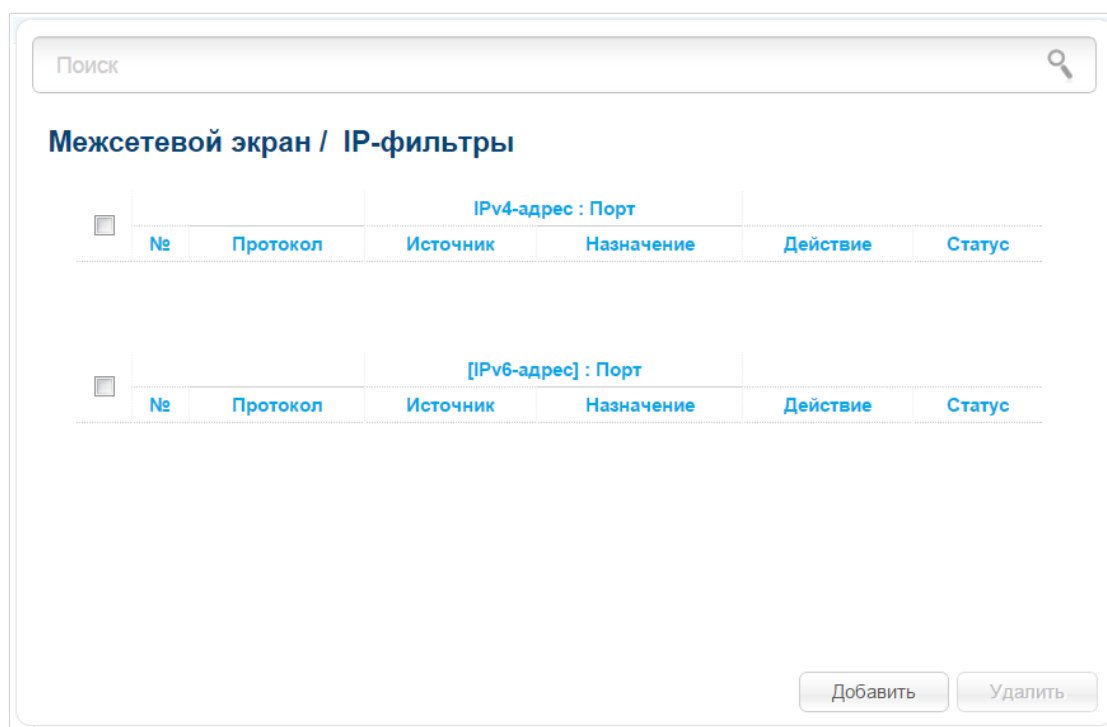 Поиск
Межсетевой экран / IP-фильтры
IPv4-адрес : Порт
№ Протокол Источник Назначение Действие Статус
[IPv6-адрес] : Порт
№ Протокол Источник Назначение Действие Статус
Добавить Удалить